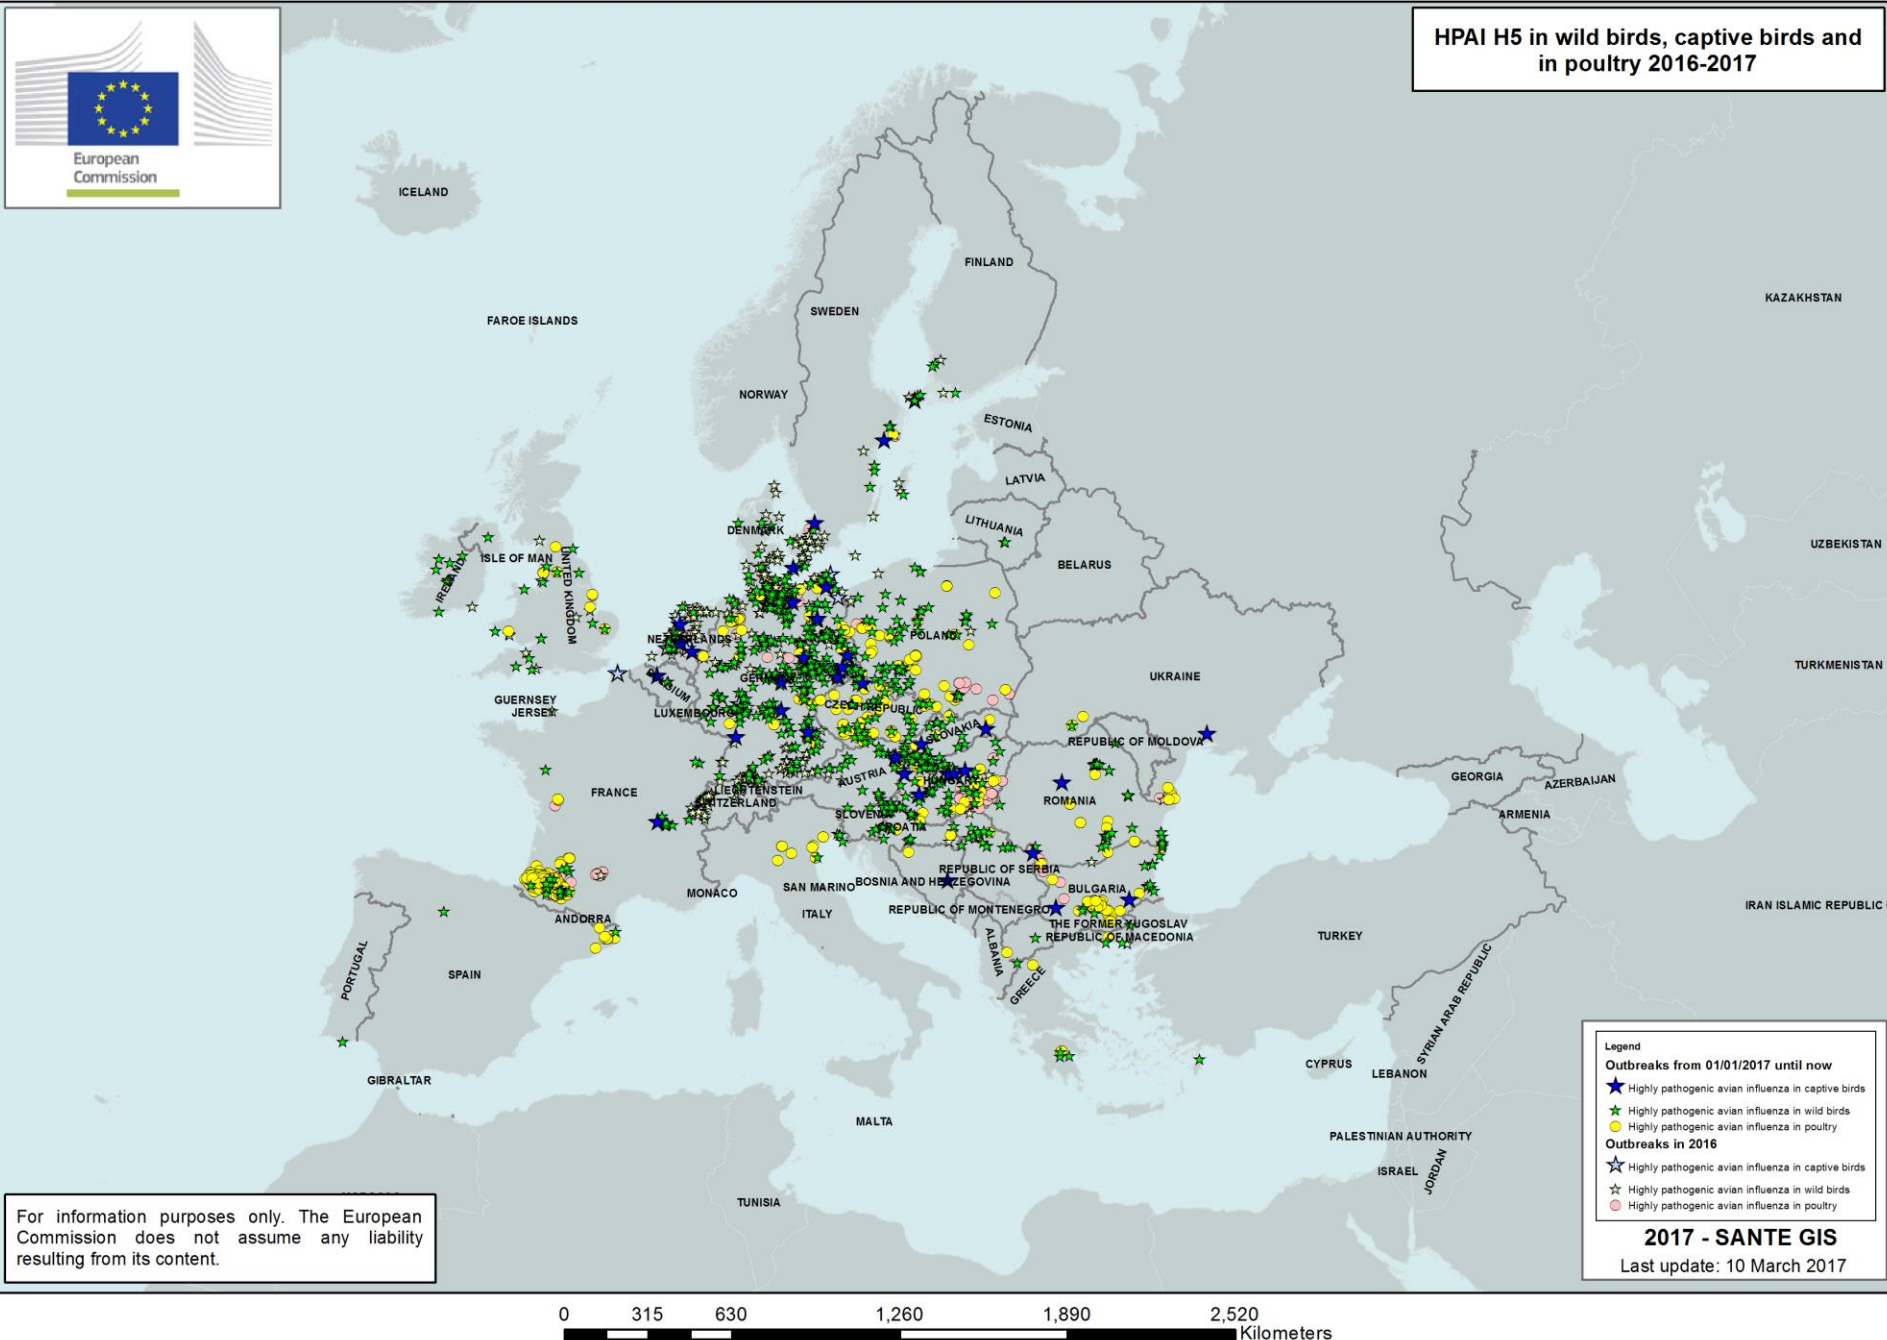 European
Commission
HPAI H5 in wild birds, captive birds and
in poultry 2016-2017
ICELAND
FAROE ISLANDS
FINLAND
SWEDEN
NORWAY
KAZAKHSTAN
ESTONIA
LATVIA
LITHUANIA
DENMARK
BELARUS
UZBEKISTAN
ISLE OF MAN
UNITED KINGDOM
IRELAND
NETHERLANDS
POLAND
TURKMENISTAN
GERMANY
BELGIUM
UKRAINE
GUERNSEY
JERSEY
LUXEMBOURG
CZECH REPUBLIC
SLOVAKIA
REPUBLIC OF MOLDOVA
FRANCE
LIECHTENSTEIN
SWITZERLAND
AUSTRIA
HUNGARY
ROMANIA
GEORGIA
AZERBAIJAN
ARMENIA
SLOVENIA
CROATIA
REPUBLIC OF SERBIA
BOSNIA AND HERZEGOVINA
MONACO
SAN MARINO
BULGARIA
ANDORRA
ITALY
REPUBLIC OF MONTENEGRO
THE FORMER YUGOSLAV
REPUBLIC OF MACEDONIA
ALBANIA
GREECE
TURKEY
IRAN ISLAMIC REPUBLIC
PORTUGAL
SPAIN
SYRIAN ARAB REPUBLIC
GIBRALTAR
CYPRUS
LEBANON
MALTA
PALESTINIAN AUTHORITY
ISRAEL
JORDAN
TUNISIA
Legend
Outbreaks from 01/01/2017 until now
Highly pathogenic avian influenza in captive birds
Highly pathogenic avian influenza in wild birds
Highly pathogenic avian influenza in poultry
Outbreaks in 2016
Highly pathogenic avian influenza in captive birds
Highly pathogenic avian influenza in wild birds
Highly pathogenic avian influenza in poultry
2017 - SANTE GIS
Last update: 10 March 2017
For information purposes only. The European
Commission does not assume any liability
resulting from its content.
0 315 630 1,260 1,890 2,520
Kilometers